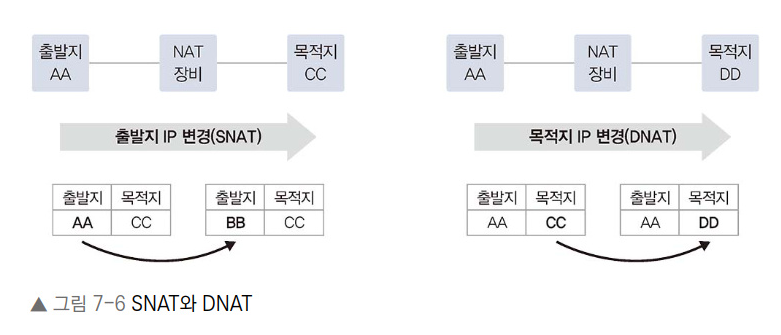 출발지
AA
NAT
장비
목적지
CC
출발지 IP 변경(SNAT)
출발지 목적지
AA CC
출발지 목적지
BB CC
출발지
AA
NAT
장비
목적지
DD
목적지 IP 변경(DNAT)
출발지 목적지
AA CC
출발지 목적지
AA DD
▲ 그림 7-6 SNAT와 DNAT